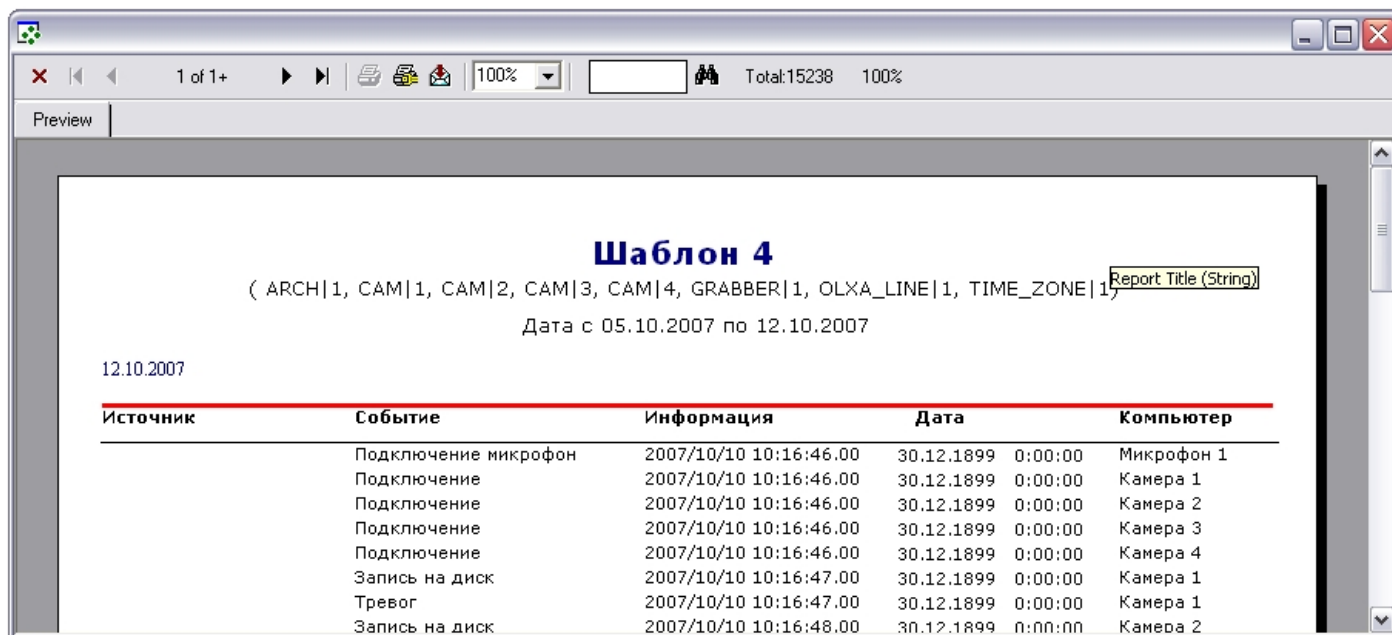 1 of 1+ 100% Total:15238 100%
Preview
Шаблон 4
( ARCH|1, CAM|1, CAM|2, CAM|3, CAM|4, GRABBER|1, OLXA_LINE|1, TIME_ZONE|1)
Report Title (String)
Дата с 05.10.2007 по 12.10.2007
12.10.2007
Источник Событие Информация Дата Компьютер
Подключение микрофон 2007/10/10 10:16:46.00 30.12.1899 0:00:00 Микрофон 1
Подключение 2007/10/10 10:16:46.00 30.12.1899 0:00:00 Камера 1
Подключение 2007/10/10 10:16:46.00 30.12.1899 0:00:00 Камера 2
Подключение 2007/10/10 10:16:46.00 30.12.1899 0:00:00 Камера 3
Подключение 2007/10/10 10:16:46.00 30.12.1899 0:00:00 Камера 4
Запись на диск 2007/10/10 10:16:47.00 30.12.1899 0:00:00 Камера 1
Тревог 2007/10/10 10:16:47.00 30.12.1899 0:00:00 Камера 1
Запись на диск 2007/10/10 10:16:48.00 30.12.1899 0:00:00 Камера 2